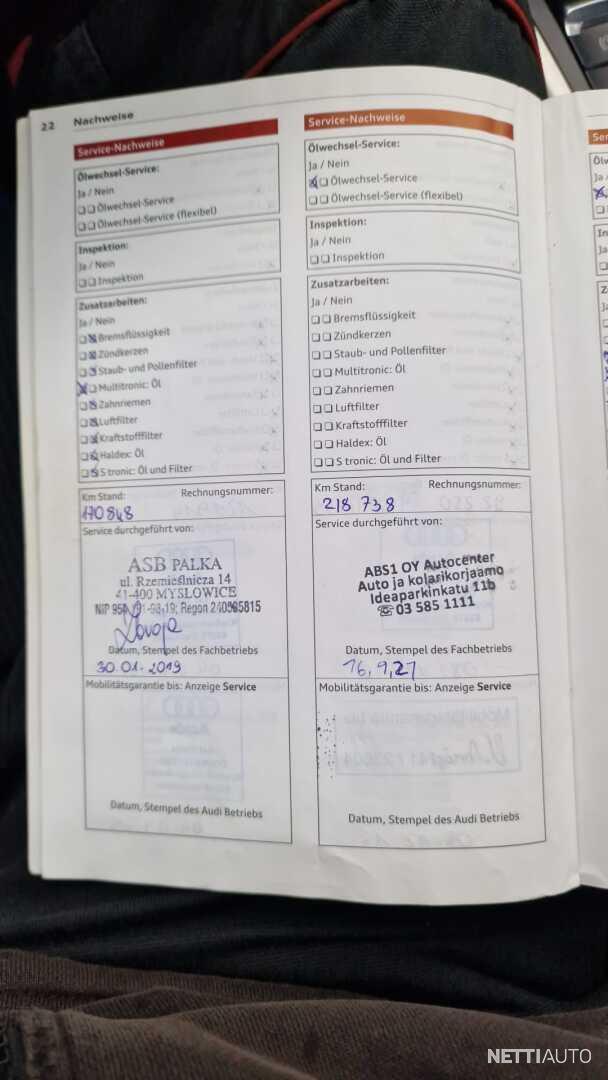 22 Nachweise
Service-Nachweise
Ölwechsel-Service:
Ja / Nein
Ölwechsel-Service
Ölwechsel-Service (flexibel)
Inspektion:
Ja / Nein
Inspektion
Zusatzarbeiten:
Ja / Nein
Bremsflüssigkeit
Zündkerzen
Staub- und Pollenfilter
Multitronic: Öl
Zahnriemen
Luftfilter
Kraftstofffilter
Haldex: Öl
S tronic: Öl und Filter
Km Stand: Rechnungsnummer:
170848
Service durchgeführt von:
ASB PALKA
ul. Rzemieślnicza 14
41-400 MYSŁOWICE
Regon 240595815
Datum, Stempel des Fachbetriebs
30.01.2019
Mobilitätsgarantie bis: Anzeige Service
Datum, Stempel des Audi Betriebs
Service-Nachweise
Ölwechsel-Service:
Ja / Nein
Ölwechsel-Service
Ölwechsel-Service (flexibel)
Inspektion:
Ja / Nein
Inspektion
Zusatzarbeiten:
Ja / Nein
Bremsflüssigkeit
Zündkerzen
Staub- und Pollenfilter
Multitronic: Öl
Zahnriemen
Luftfilter
Kraftstofffilter
Haldex: Öl
S tronic: Öl und Filter
Km Stand: Rechnungsnummer:
218 738
Service durchgeführt von:
ABS1 OY Autocenter
Auto ja kolarikorjaamo
Ideaparkinkatu 11b
☏ 03 585 1111
Datum, Stempel des Fachbetriebs
16,9,21
Mobilitätsgarantie bis: Anzeige Service
Datum, Stempel des Audi Betriebs
NETTIAUTO